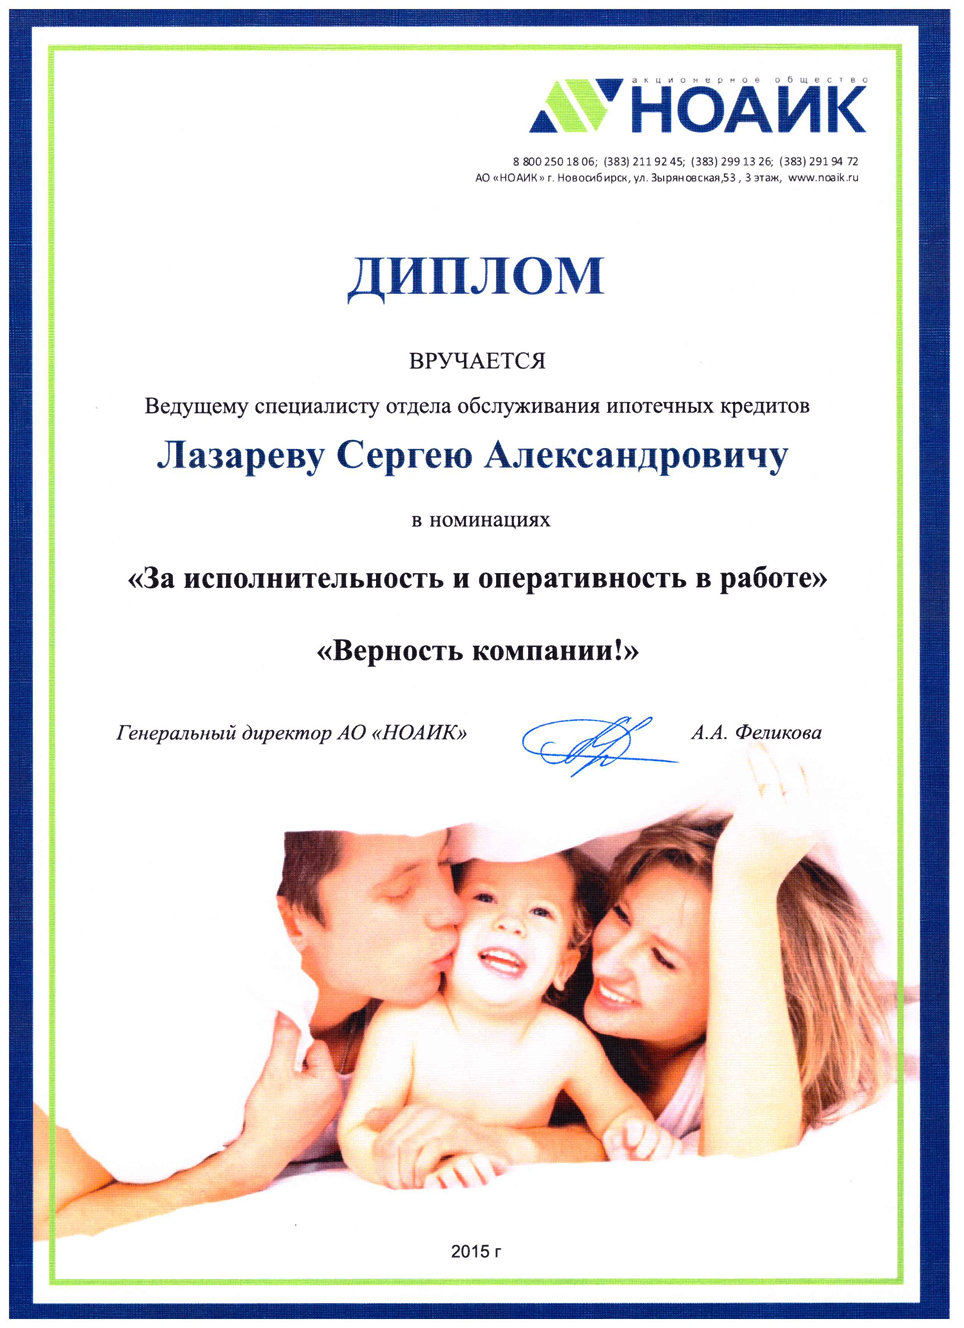 акционерное общество
НОАИК
8 800 250 18 06; (383) 211 92 45; (383) 299 13 26; (383) 291 94 72
АО «НОАИК» г. Новосибирск, ул. Зыряновская,53 , 3 этаж, www.noaik.ru
ДИПЛОМ
ВРУЧАЕТСЯ
Ведущему специалисту отдела обслуживания ипотечных кредитов
Лазареву Сергею Александровичу
в номинациях
«За исполнительность и оперативность в работе»
«Верность компании!»
Генеральный директор АО «НОАИК» А.А. Феликова
2015 г